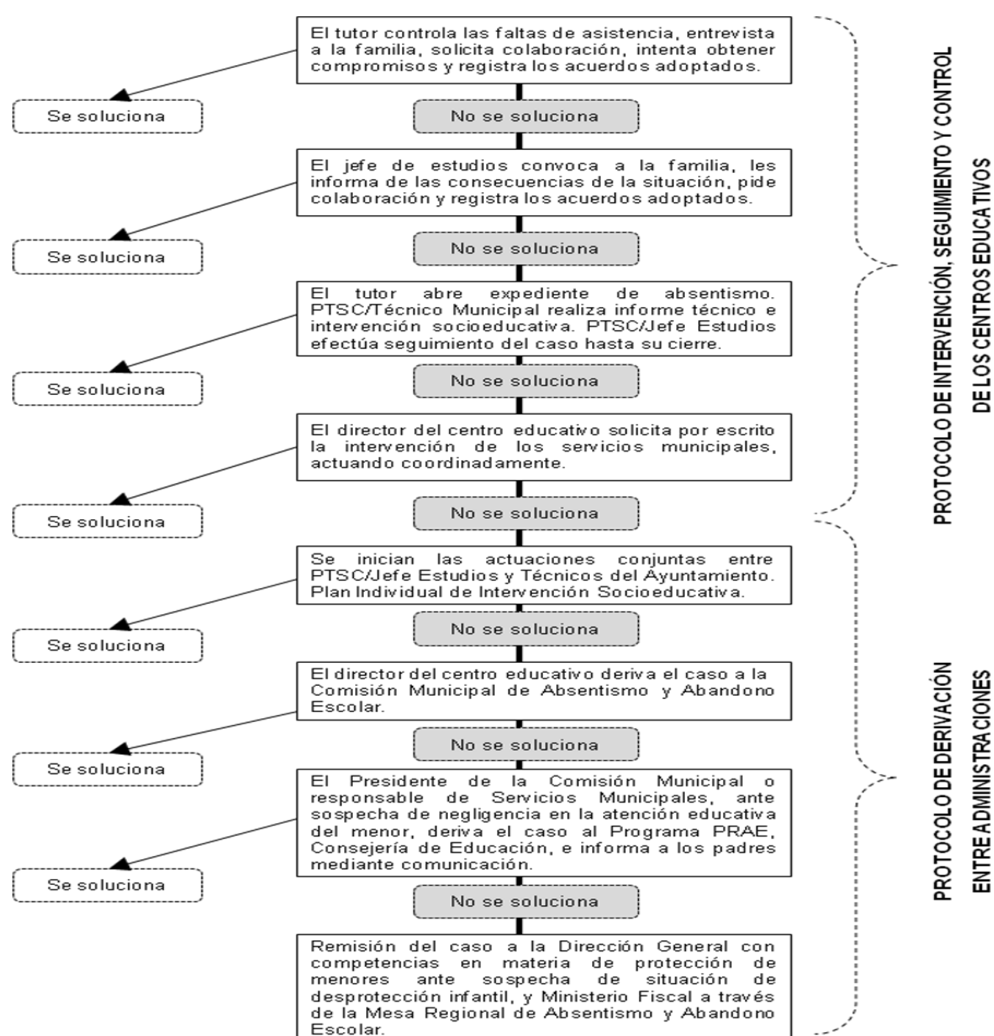 El tutor controla las faltas de asistencia, entrevista
a la familia, solicita colaboración, intenta obtener
compromisos y registra los acuerdos adoptados.
Se soluciona
No se soluciona
El jefe de estudios convoca a la familia, les
informa de las consecuencias de la situación, pide
colaboración y registra los acuerdos adoptados.
Se soluciona
No se soluciona
El tutor abre expediente de absentismo.
PTSC/Técnico Municipal realiza informe técnico e
intervención socioeducativa. PTSC/Jefe Estudios
efectúa seguimiento del caso hasta su cierre.
Se soluciona
No se soluciona
El director del centro educativo solicita por escrito
la intervención de los servicios municipales,
actuando coordinadamente.
Se soluciona
No se soluciona
PROTOCOLO DE INTERVENCIÓN, SEGUIMIENTO Y CONTROL
DE LOS CENTROS EDUCATIVOS
Se inician las actuaciones conjuntas entre
PTSC/Jefe Estudios y Técnicos del Ayuntamiento.
Plan Individual de Intervención Socioeducativa.
Se soluciona
No se soluciona
El director del centro educativo deriva el caso a la
Comisión Municipal de Absentismo y Abandono
Escolar.
Se soluciona
No se soluciona
El Presidente de la Comisión Municipal o
responsable de Servicios Municipales, ante
sospecha de negligencia en la atención educativa
del menor, deriva el caso al Programa PRAE,
Consejería de Educación, e informa a los padres
mediante comunicación.
Se soluciona
No se soluciona
Remisión del caso a la Dirección General con
competencias en materia de protección de
menores ante sospecha de situación de
desprotección infantil, y Ministerio Fiscal a través
de la Mesa Regional de Absentismo y Abandono
Escolar.
PROTOCOLO DE DERIVACIÓN
ENTRE ADMINISTRACIONES